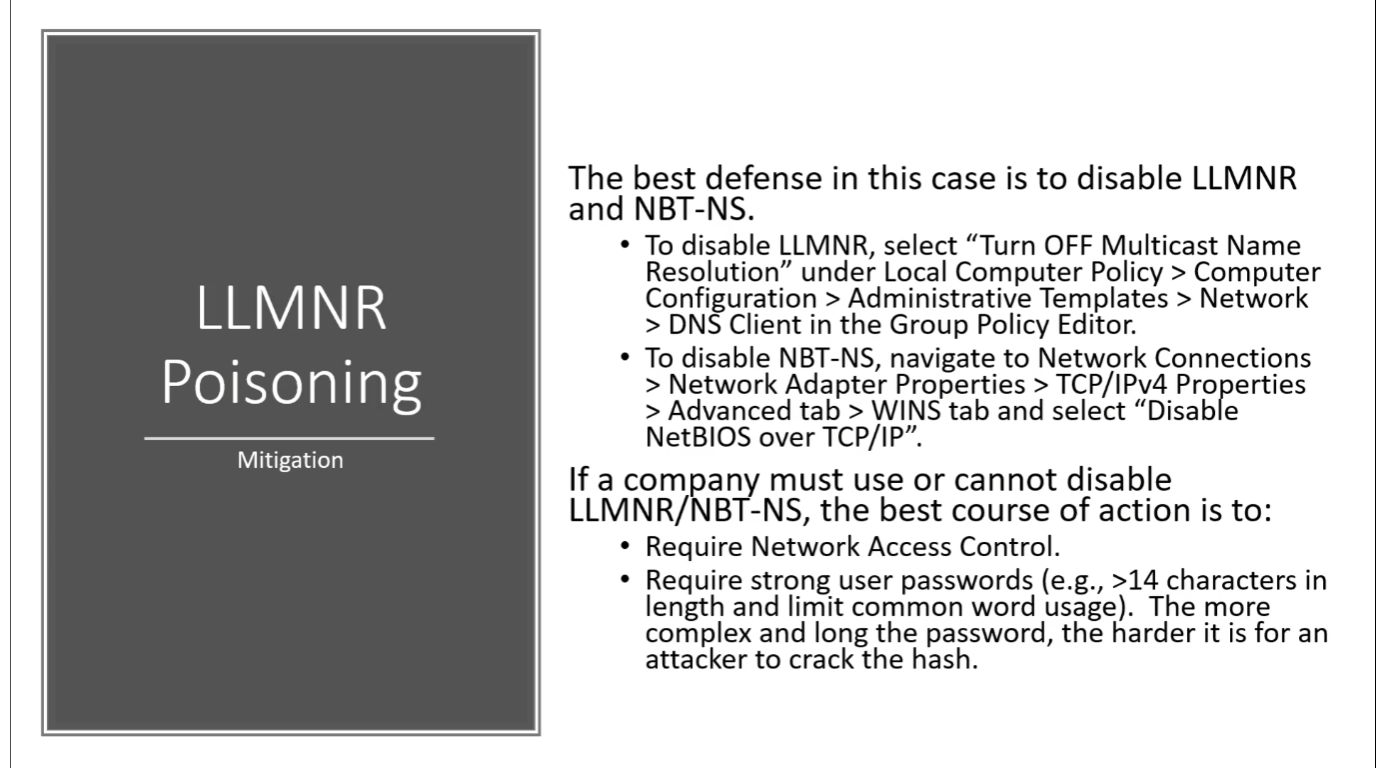 LLMNR
Poisoning
Mitigation
The best defense in this case is to disable LLMNR
and NBT-NS.
• To disable LLMNR, select “Turn OFF Multicast Name
Resolution” under Local Computer Policy > Computer
Configuration > Administrative Templates > Network
> DNS Client in the Group Policy Editor.
• To disable NBT-NS, navigate to Network Connections
> Network Adapter Properties > TCP/IPv4 Properties
> Advanced tab > WINS tab and select “Disable
NetBIOS over TCP/IP”.
If a company must use or cannot disable
LLMNR/NBT-NS, the best course of action is to:
• Require Network Access Control.
• Require strong user passwords (e.g., >14 characters in
length and limit common word usage).  The more
complex and long the password, the harder it is for an
attacker to crack the hash.